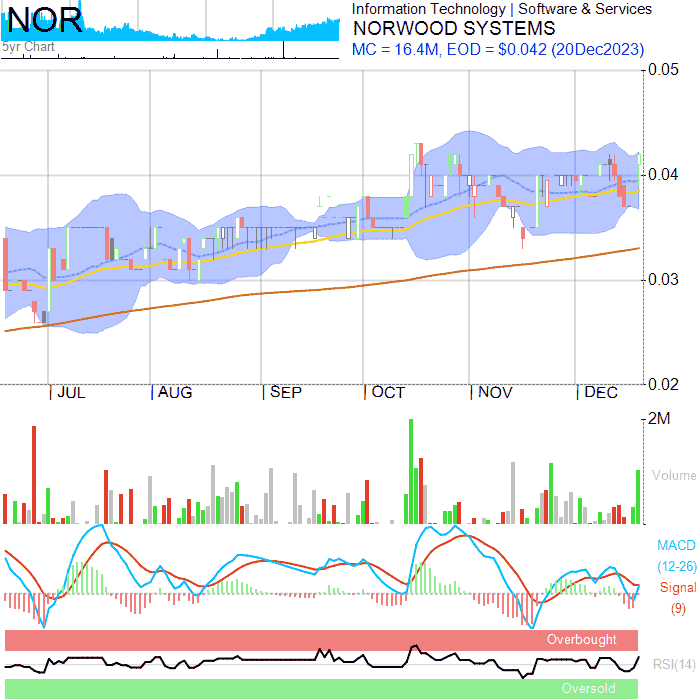 NOR
5yr Chart
Information Technology | Software & Services
NORWOOD SYSTEMS
MC = 16.4M, EOD = $0.042 (20Dec2023)
0.05
0.04
0.03
0.02
JUL AUG SEP OCT NOV DEC
2M
Volume
MACD
(12-26)
Signal
(9)
Overbought
RSI(14)
Oversold